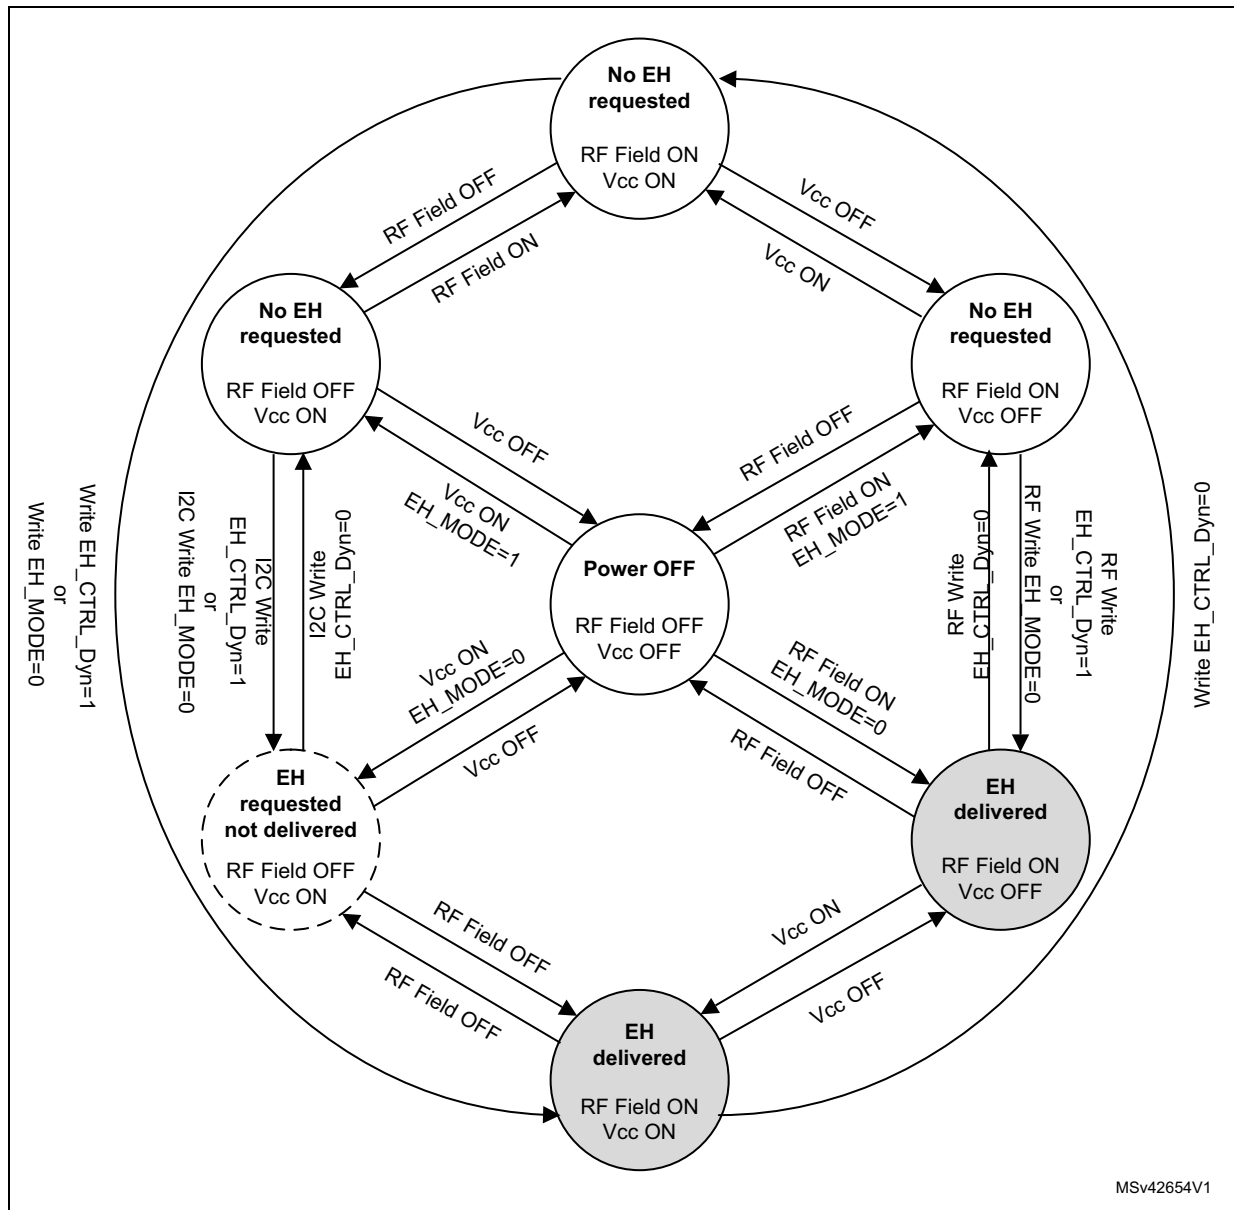 No EH
requested
RF Field ON
Vcc ON
RF Field OFF
RF Field ON
Vcc OFF
Vcc ON
No EH
requested
RF Field OFF
Vcc ON
No EH
requested
RF Field ON
Vcc OFF
Vcc OFF
Vcc ON
EH_MODE=1
RF Field OFF
RF Field ON
EH_MODE=1
Write EH_CTRL_Dyn=1
or
Write EH_MODE=0
I2C Write
EH_CTRL_Dyn=1
or
I2C Write EH_MODE=0
I2C Write
EH_CTRL_Dyn=0
Power OFF
RF Field OFF
Vcc OFF
RF Write
EH_CTRL_Dyn=0
RF Write
EH_CTRL_Dyn=1
or
RF Write EH_MODE=0
Write EH_CTRL_Dyn=0
Vcc ON
EH_MODE=0
Vcc OFF
RF Field ON
EH_MODE=0
RF Field OFF
EH
requested
not delivered
RF Field OFF
Vcc ON
EH
delivered
RF Field ON
Vcc OFF
RF Field OFF
RF Field OFF
Vcc ON
Vcc OFF
EH
delivered
RF Field ON
Vcc ON
MSv42654V1